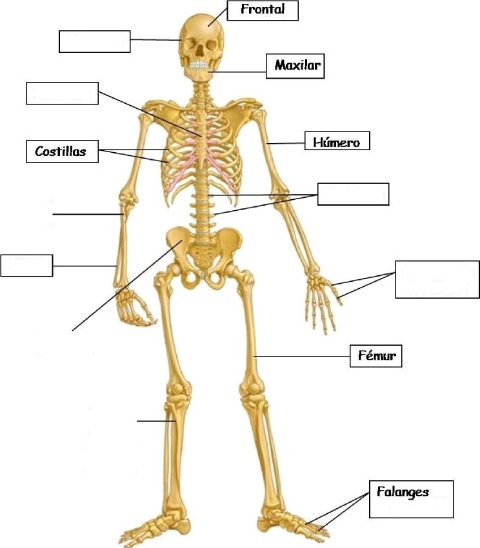 Frontal
Maxilar
Costillas
Húmero
Fémur
Falanges